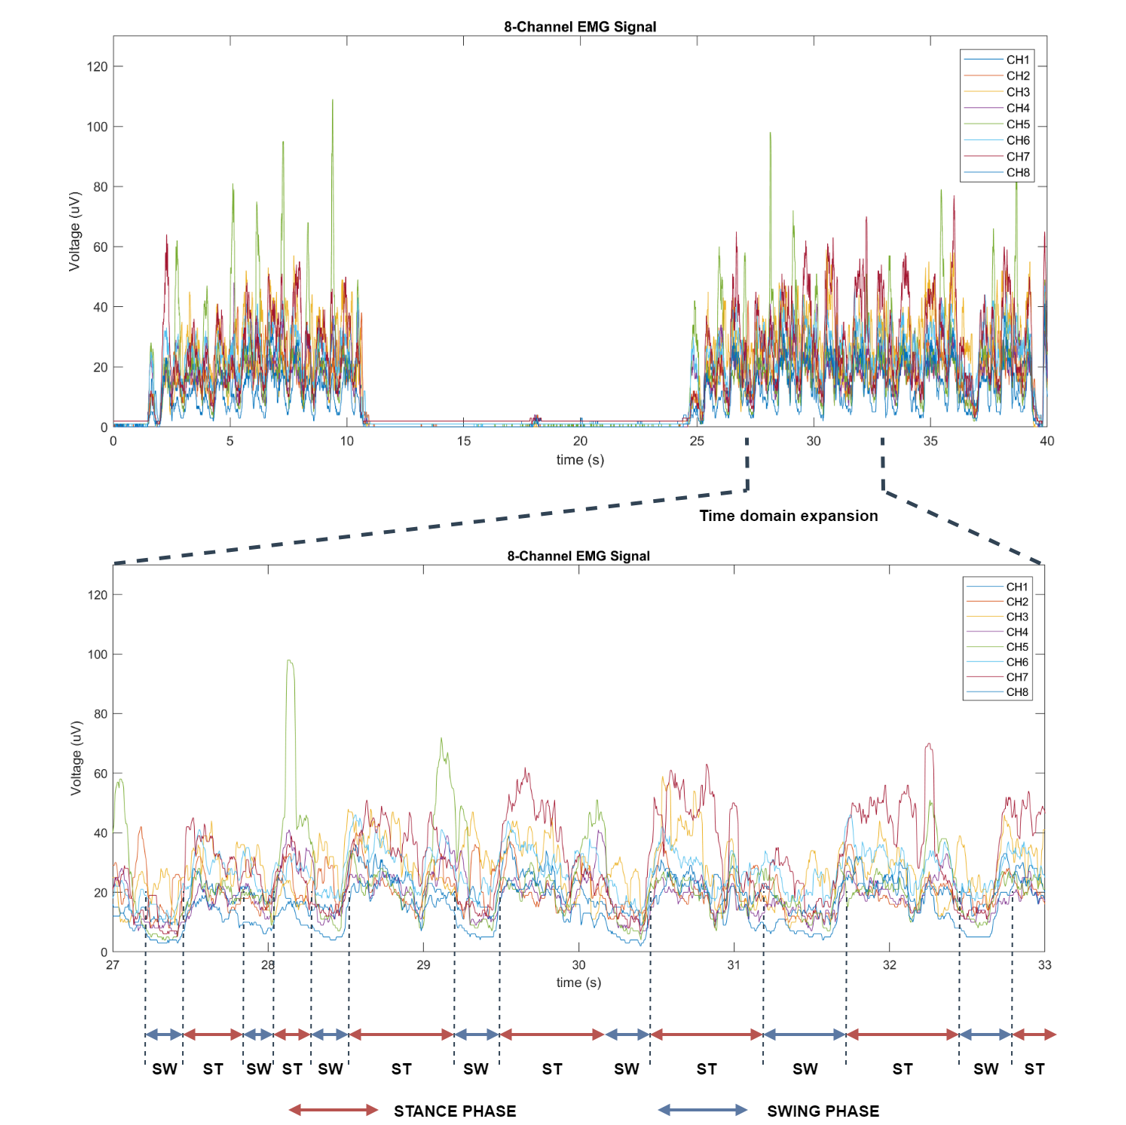 8-Channel EMG Signal
120
100
80
60
40
20
0
Voltage (uV)
CH1
CH2
CH3
CH4
CH5
CH6
CH7
CH8
0 5 10 15 20 25 30 35 40
time (s)
Time domain expansion
8-Channel EMG Signal
120
100
80
60
40
20
0
Voltage (uV)
CH1
CH2
CH3
CH4
CH5
CH6
CH7
CH8
27 28 29 30 31 32 33
time (s)
SW ST SW ST SW ST SW ST SW ST SW ST SW ST
STANCE PHASE SWING PHASE